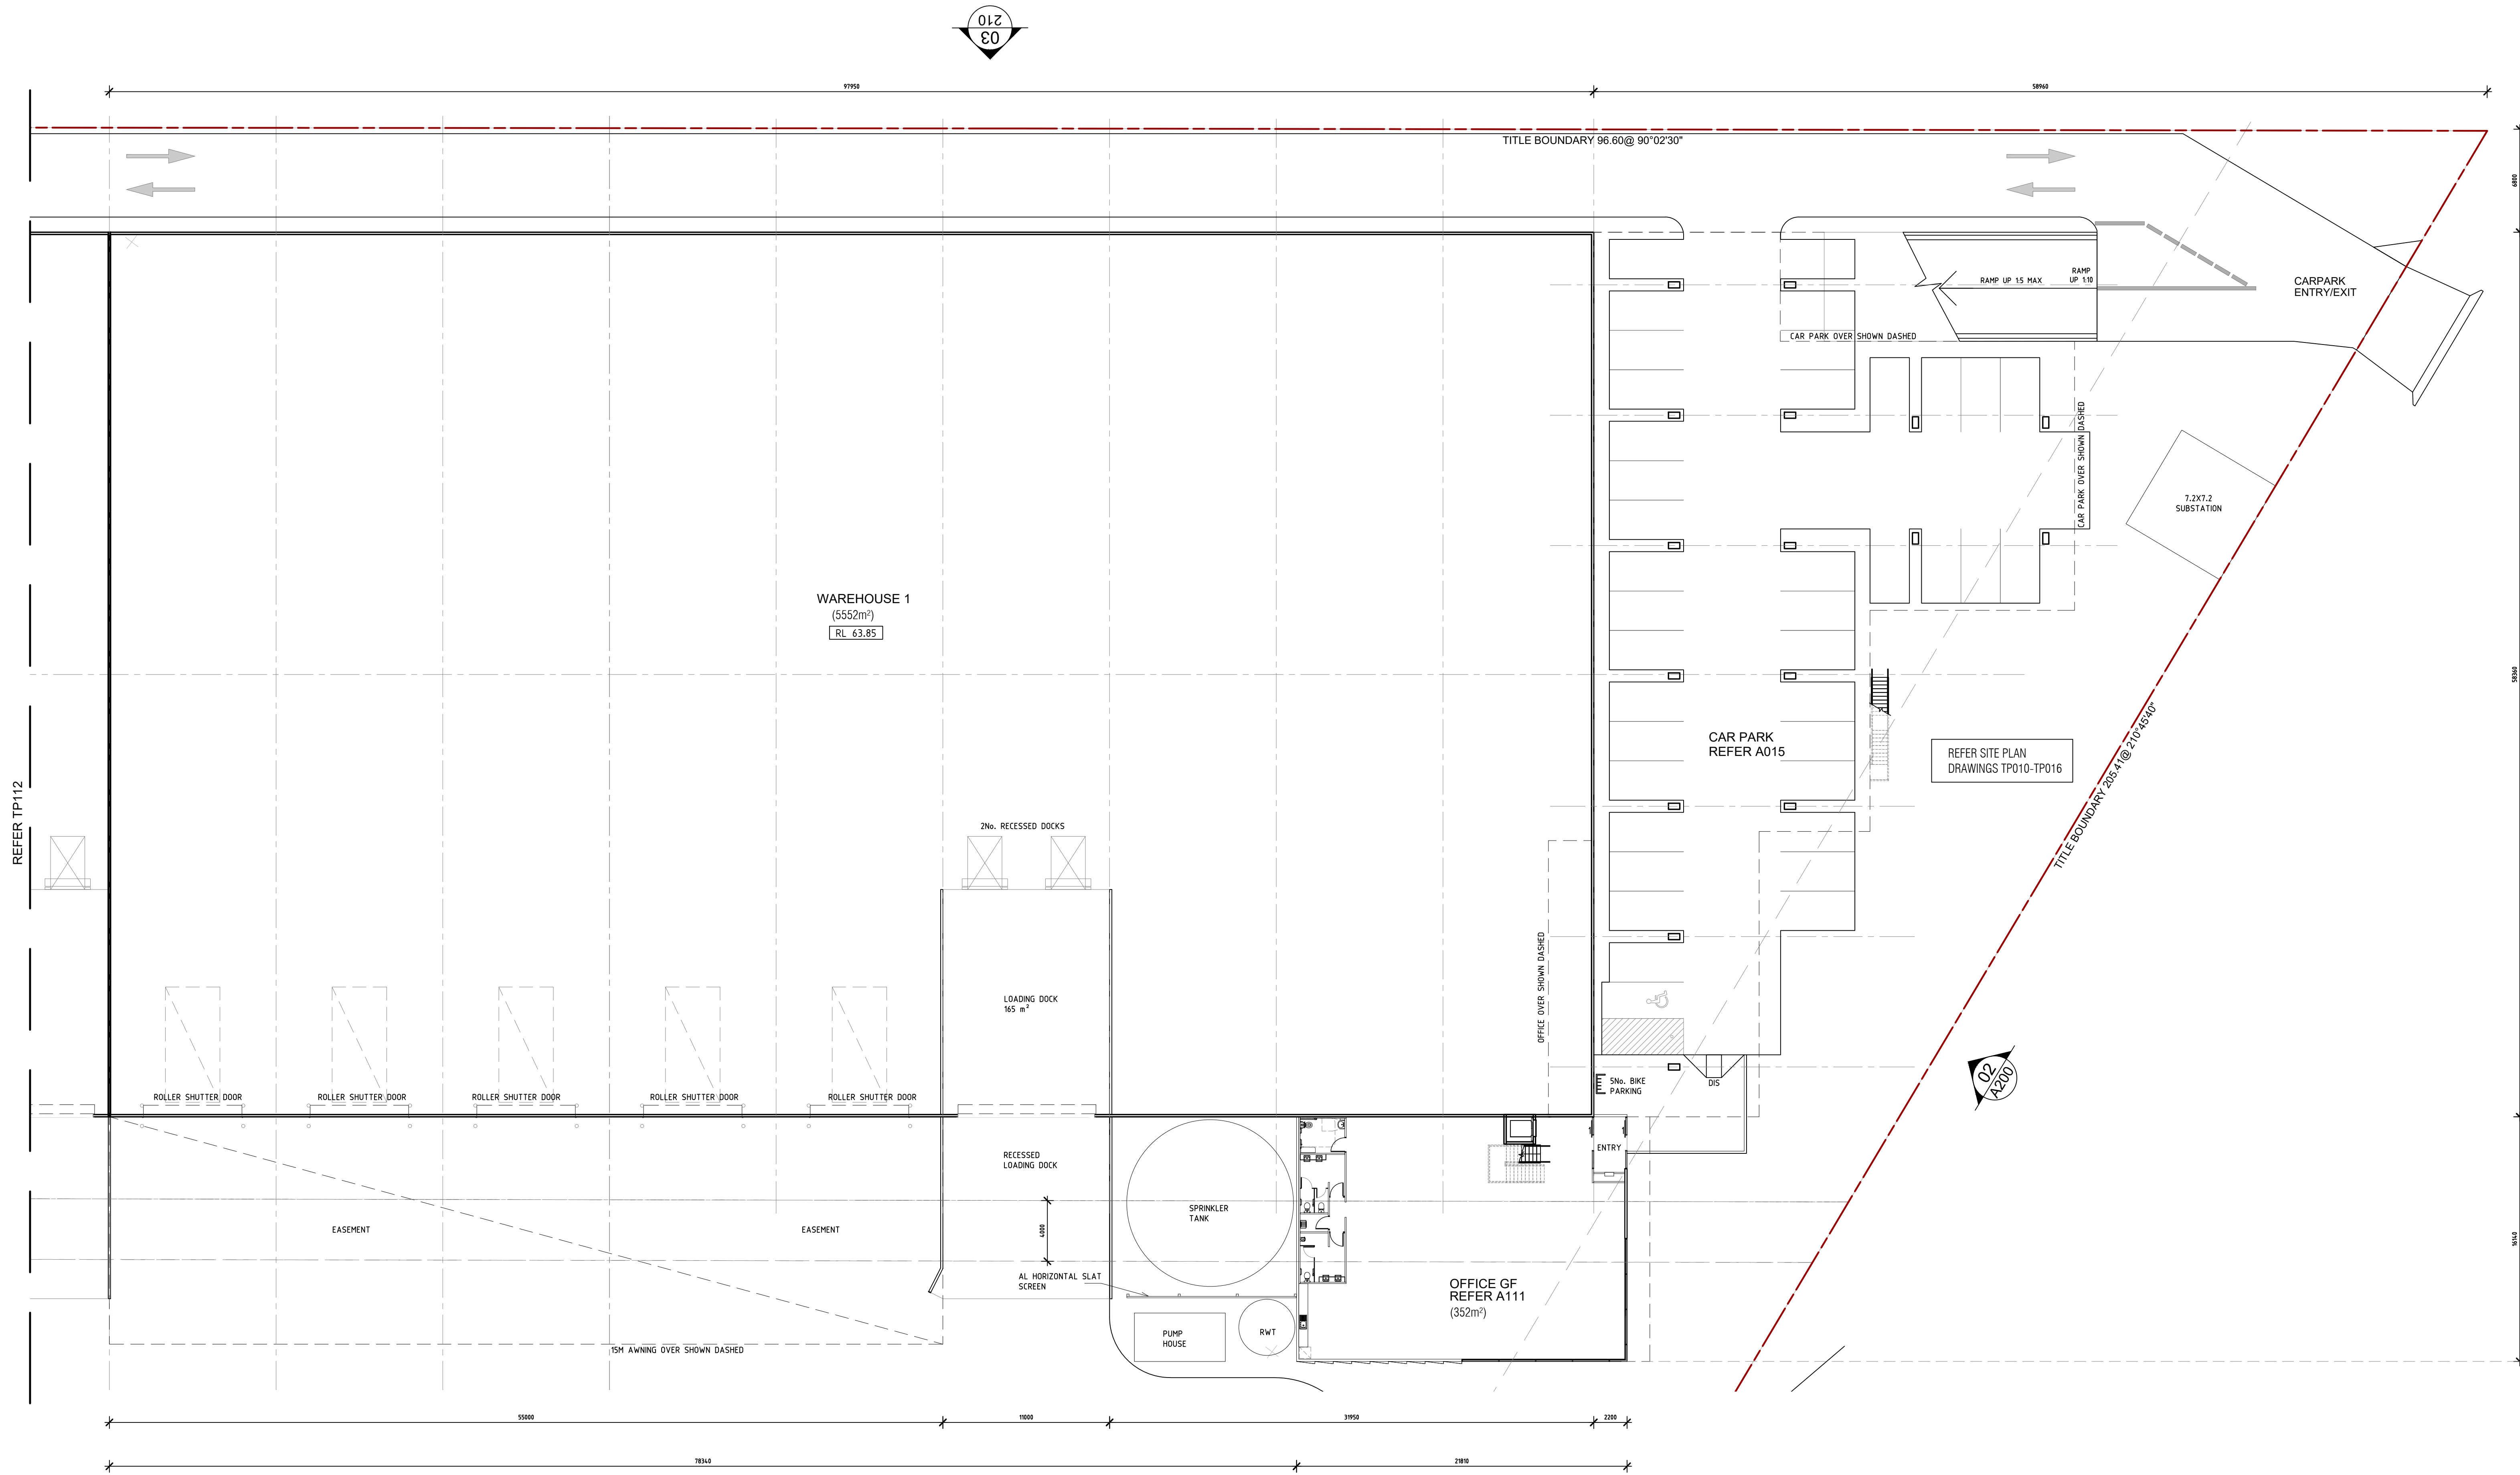 210
03
97950
58960
TITLE BOUNDARY 96.60@ 90°02'30"
6800
RAMP UP 1:5 MAX
RAMP
UP 1:10
CARPARK
ENTRY/EXIT
CAR PARK OVER SHOWN DASHED
CAR PARK OVER SHOWN DASHED
7.2X7.2
SUBSTATION
WAREHOUSE 1
(5552m²)
RL 63.85
58360
TITLE BOUNDARY 205.41@ 210°45'40"
CAR PARK
REFER A015
REFER SITE PLAN
DRAWINGS TP010-TP016
REFER TP112
2No. RECESSED DOCKS
OFFICE OVER SHOWN DASHED
LOADING DOCK
165 m²
02
A200
5No. BIKE
PARKING
DIS
ROLLER SHUTTER DOOR
ROLLER SHUTTER DOOR
ROLLER SHUTTER DOOR
ROLLER SHUTTER DOOR
ROLLER SHUTTER DOOR
RECESSED
LOADING DOCK
ENTRY
SPRINKLER
TANK
EASEMENT
EASEMENT
4000
16140
AL HORIZONTAL SLAT
SCREEN
OFFICE GF
REFER A111
(352m²)
PUMP
HOUSE
RWT
15M AWNING OVER SHOWN DASHED
55000
11000
31950
2200
78340
21810